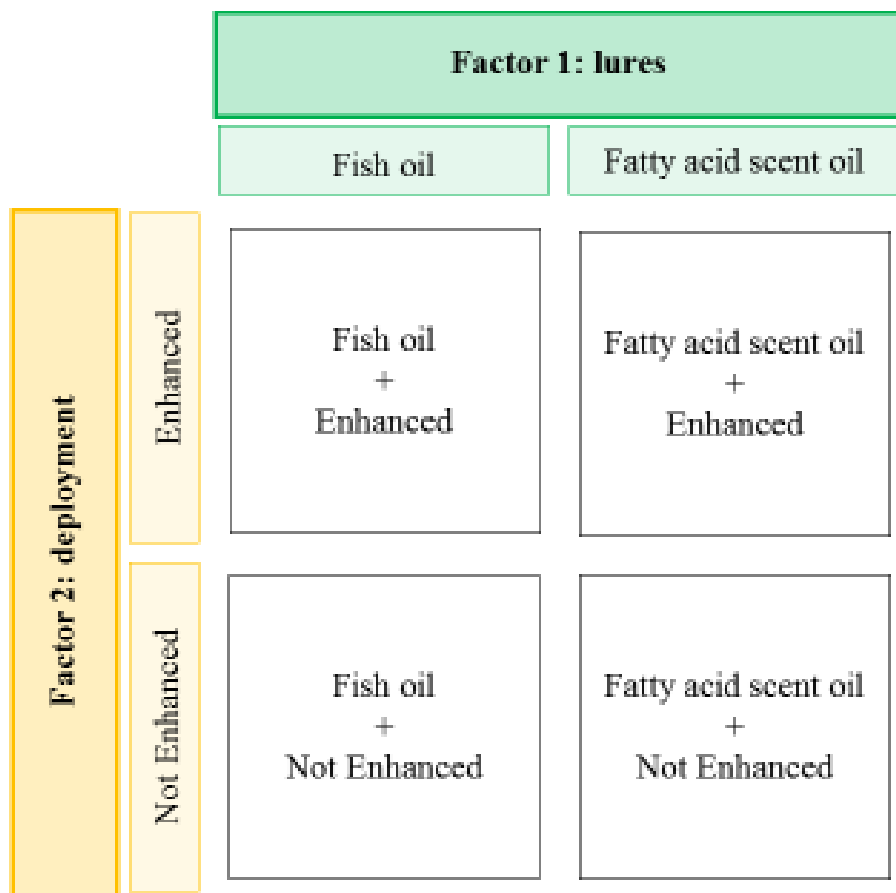 Factor 1: lures
Fish oil
Fatty acid scent oil
Factor 2: deployment
Enhanced
Fish oil
+
Enhanced
Fatty acid scent oil
+
Enhanced
Not Enhanced
Fish oil
+
Not Enhanced
Fatty acid scent oil
+
Not Enhanced